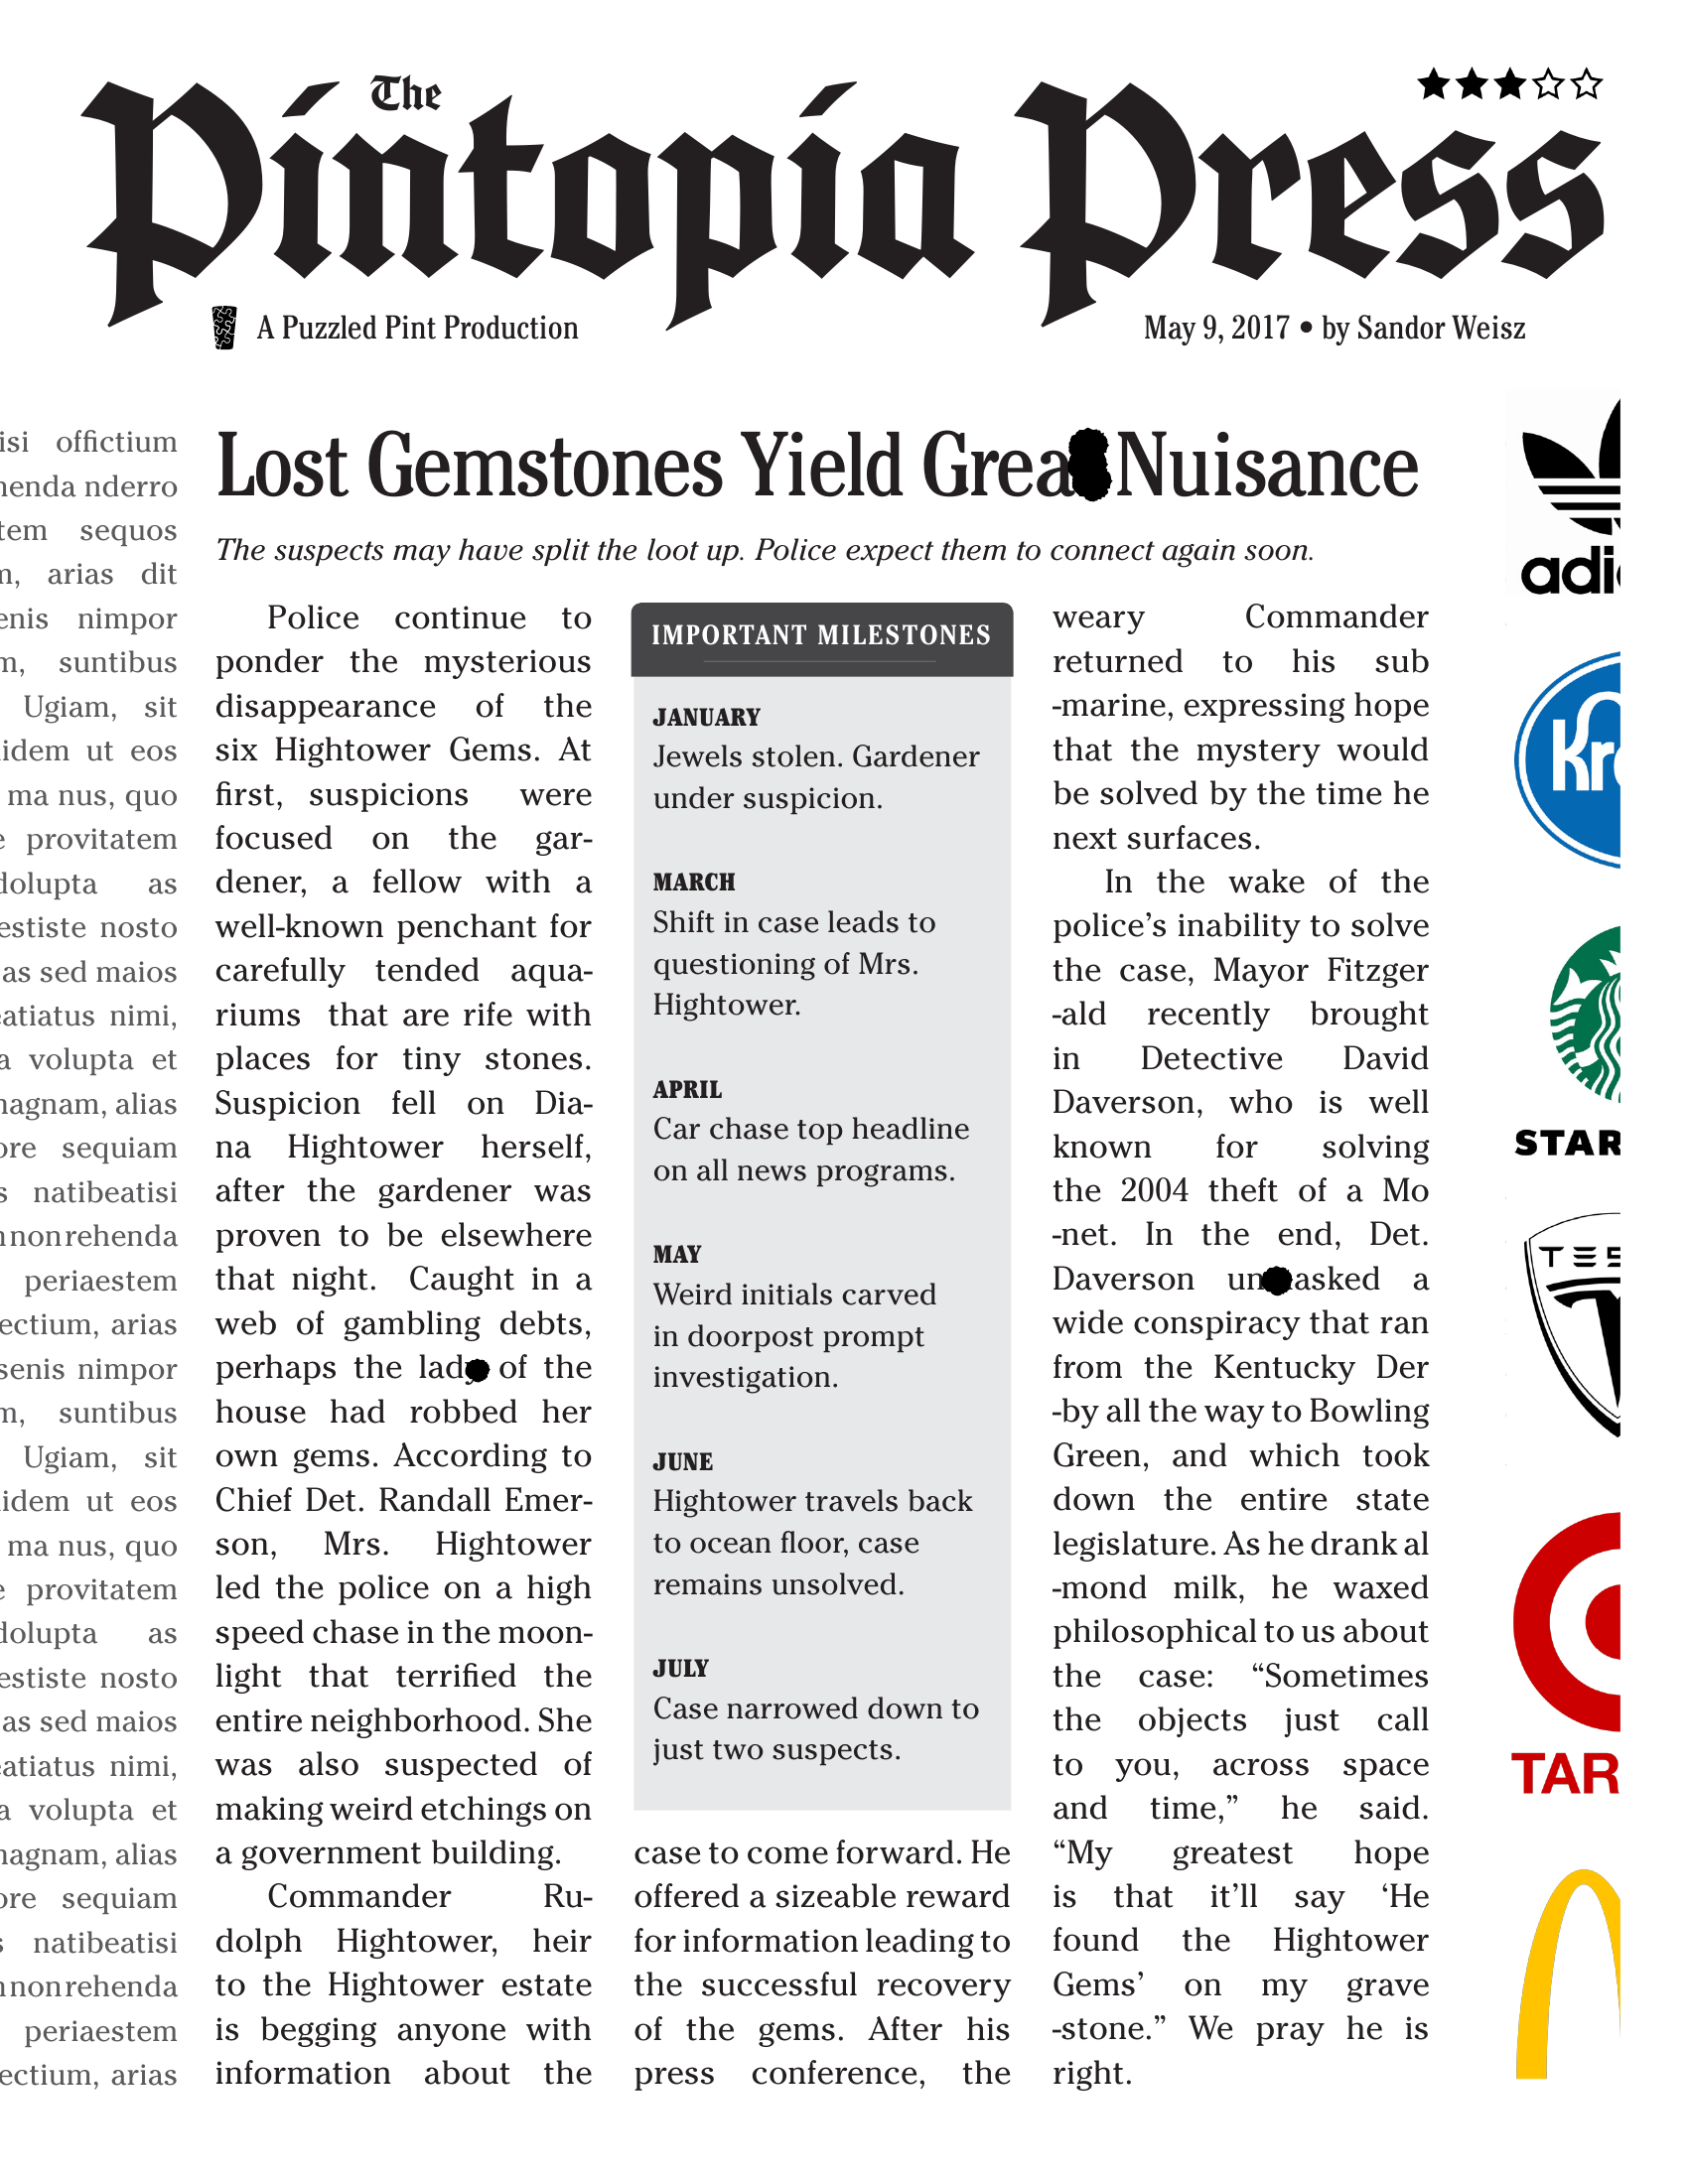 The
Pintopia Press
A Puzzled Pint Production
May 9, 2017 • by Sandor Weisz
isi offictium
henda nderro
tem sequos
m, arias dit
enis nimpor
m, suntibus
Ugiam, sit
idem ut eos
ma nus, quo
e provitatem
dolupta as
estiste nosto
as sed maios
eatiatus nimi,
a volupta et
nagnam, alias
ore sequiam
s natibeatisi
nnonrehenda
periaestem
ectium, arias
senis nimpor
m, suntibus
Ugiam, sit
idem ut eos
ma nus, quo
e provitatem
dolupta as
estiste nosto
as sed maios
eatiatus nimi,
a volupta et
nagnam, alias
ore sequiam
s natibeatisi
nnonrehenda
periaestem
ectium, arias
Lost Gemstones Yield Grea Nuisance
The suspects may have split the loot up. Police expect them to connect again soon.
Police continue to
ponder the mysterious
disappearance of the
six Hightower Gems. At
first, suspicions were
focused on the gar-
dener, a fellow with a
well-known penchant for
carefully tended aqua-
riums that are rife with
places for tiny stones.
Suspicion fell on Dia-
na Hightower herself,
after the gardener was
proven to be elsewhere
that night. Caught in a
web of gambling debts,
perhaps the lady of the
house had robbed her
own gems. According to
Chief Det. Randall Emer-
son, Mrs. Hightower
led the police on a high
speed chase in the moon-
light that terrified the
entire neighborhood. She
was also suspected of
making weird etchings on
a government building.
Commander Ru-
dolph Hightower, heir
to the Hightower estate
is begging anyone with
information about the
IMPORTANT MILESTONES
JANUARY
Jewels stolen. Gardener
under suspicion.
MARCH
Shift in case leads to
questioning of Mrs.
Hightower.
APRIL
Car chase top headline
on all news programs.
MAY
Weird initials carved
in doorpost prompt
investigation.
JUNE
Hightower travels back
to ocean floor, case
remains unsolved.
JULY
Case narrowed down to
just two suspects.
case to come forward. He
offered a sizeable reward
for information leading to
the successful recovery
of the gems. After his
press conference, the
weary Commander
returned to his sub
-marine, expressing hope
that the mystery would
be solved by the time he
next surfaces.
In the wake of the
police's inability to solve
the case, Mayor Fitzger
-ald recently brought
in Detective David
Daverson, who is well
known for solving
the 2004 theft of a Mo
-net. In the end, Det.
Daverson un asked a
wide conspiracy that ran
from the Kentucky Der
-by all the way to Bowling
Green, and which took
down the entire state
legislature. As he drank al
-mond milk, he waxed
philosophical to us about
the case: “Sometimes
the objects just call
to you, across space
and time,” he said.
“My greatest hope
is that it'll say ‘He
found the Hightower
Gems’ on my grave
-stone.” We pray he is
right.
adi
Kro
STAR
TES
TAR